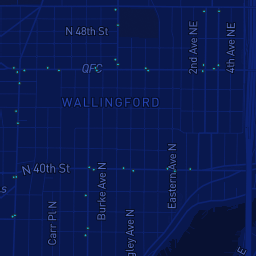 N 48th St
2nd Ave NE
4th Ave NE
QFC
WALLINGFORD
N 40th St
Eastern Ave N
Burke Ave N
Carr PL N